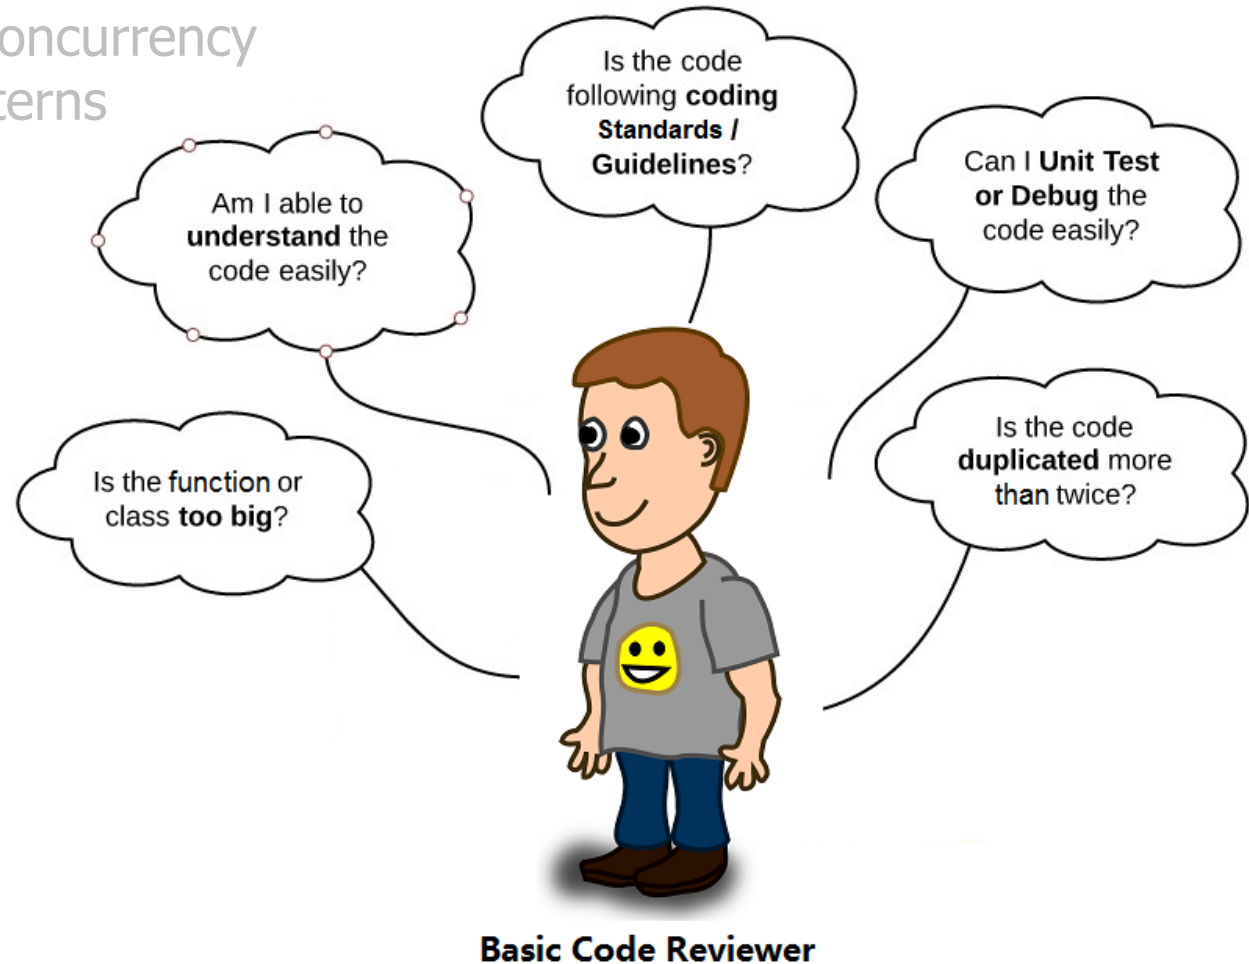 oncurrency
terns
Is the code
following coding
Standards /
Guidelines?
Am I able to
understand the
code easily?
Can I Unit Test
or Debug the
code easily?
Is the function or
class too big?
Is the code
duplicated more
than twice?
Basic Code Reviewer